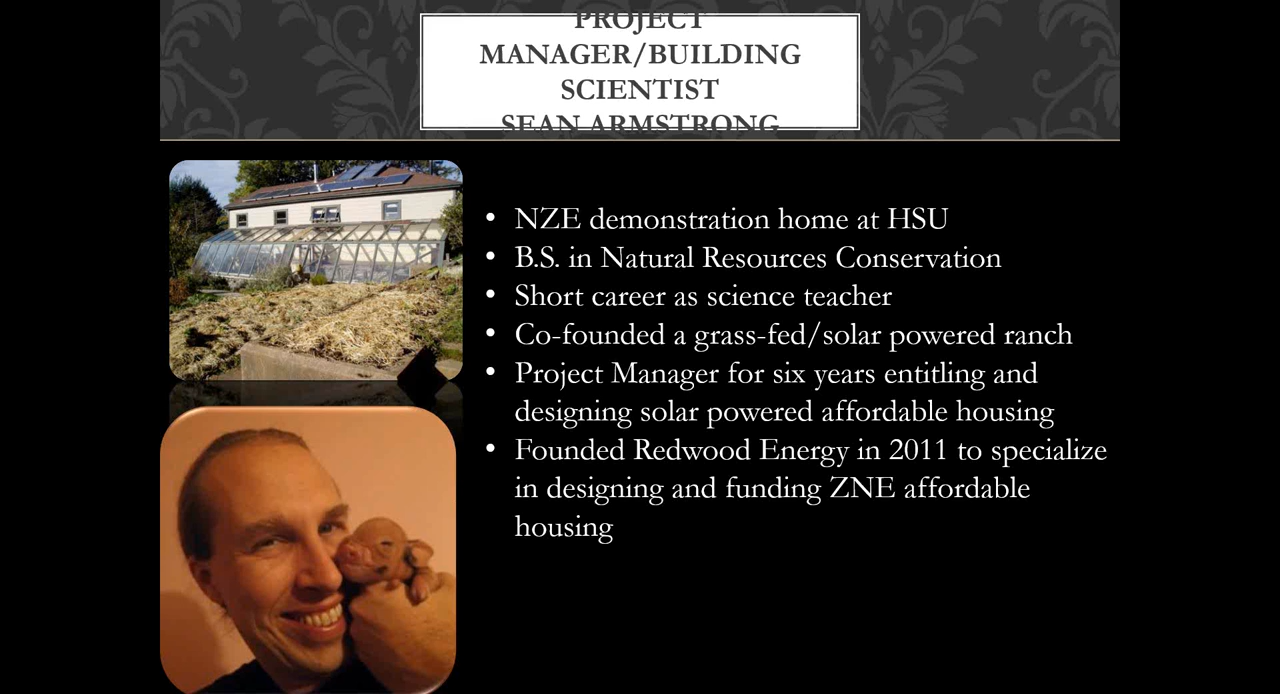 PROJECT
MANAGER/BUILDING
SCIENTIST
SEAN ARMSTRONG
• NZE demonstration home at HSU
• B.S. in Natural Resources Conservation
• Short career as science teacher
• Co-founded a grass-fed/solar powered ranch
• Project Manager for six years entitling and
designing solar powered affordable housing
• Founded Redwood Energy in 2011 to specialize
in designing and funding ZNE affordable
housing